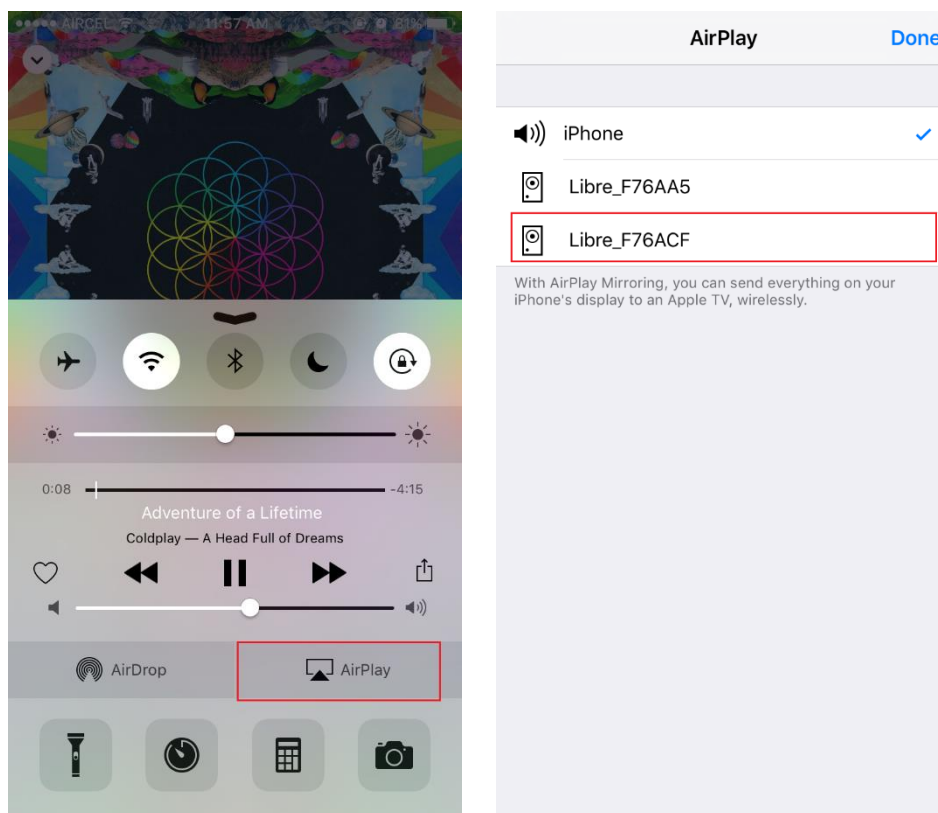 AIRCEL 11:57 AM 81%
0:08 -4:15
Adventure of a Lifetime
Coldplay — A Head Full of Dreams
AirDrop AirPlay
AirPlay Done
iPhone
Libre_F76AA5
Libre_F76ACF
With AirPlay Mirroring, you can send everything on your
iPhone's display to an Apple TV, wirelessly.